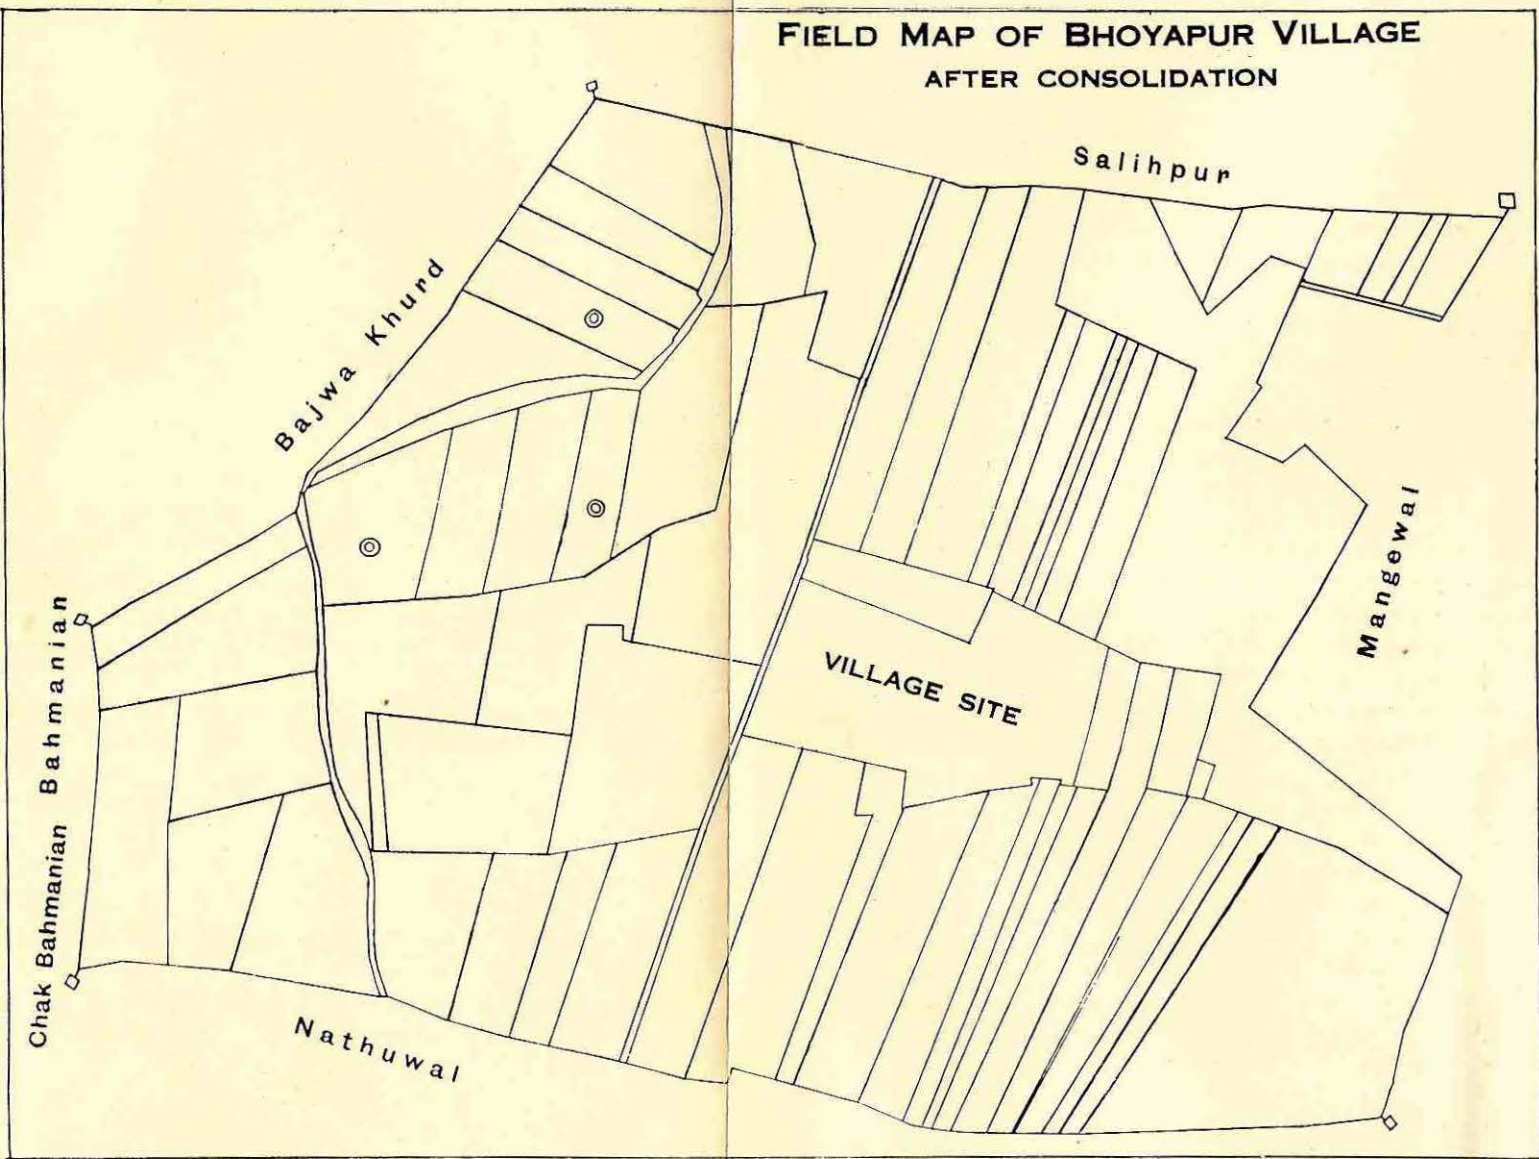 FIELD MAP OF BHOYAPUR VILLAGE
AFTER CONSOLIDATION
Salihpur
Bajwa Khurd
Mangewal
VILLAGE SITE
Chak Bahmanian Bahmanian
Nathuwal